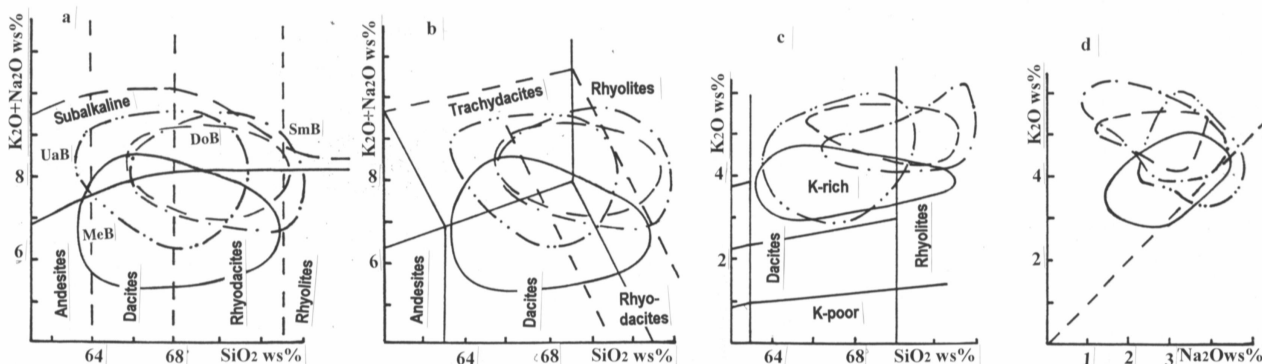 a
K2O+Na2O ws%
8
6
Subalkaline
UaB
DoB
SmB
MeB
Andesites
Dacites
Rhyodacites
Rhyolites
64
68
SiO2 ws%
b
K2O+Na2O ws%
8
6
Trachydacites
Rhyolites
Andesites
Dacites
Rhyo-
dacites
64
68
SiO2 ws%
c
K2O ws%
6
4
2
K-rich
Dacites
Rhyolites
K-poor
64
68
SiO2 ws%
d
K2O ws%
6
4
2
1
2
3
Na2Ows%